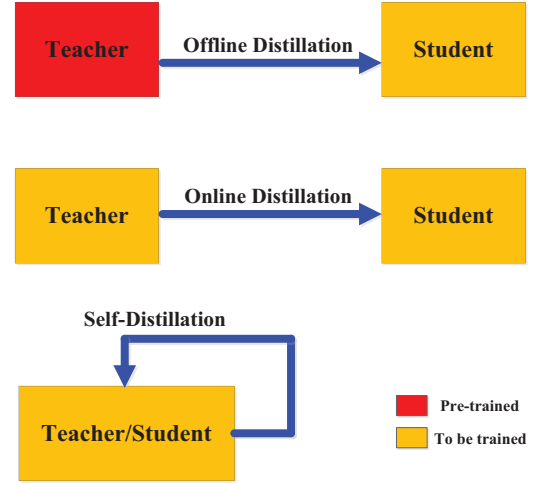 Teacher
Offline Distillation
Student
Teacher
Online Distillation
Student
Self-Distillation
Teacher/Student
Pre-trained
To be trained